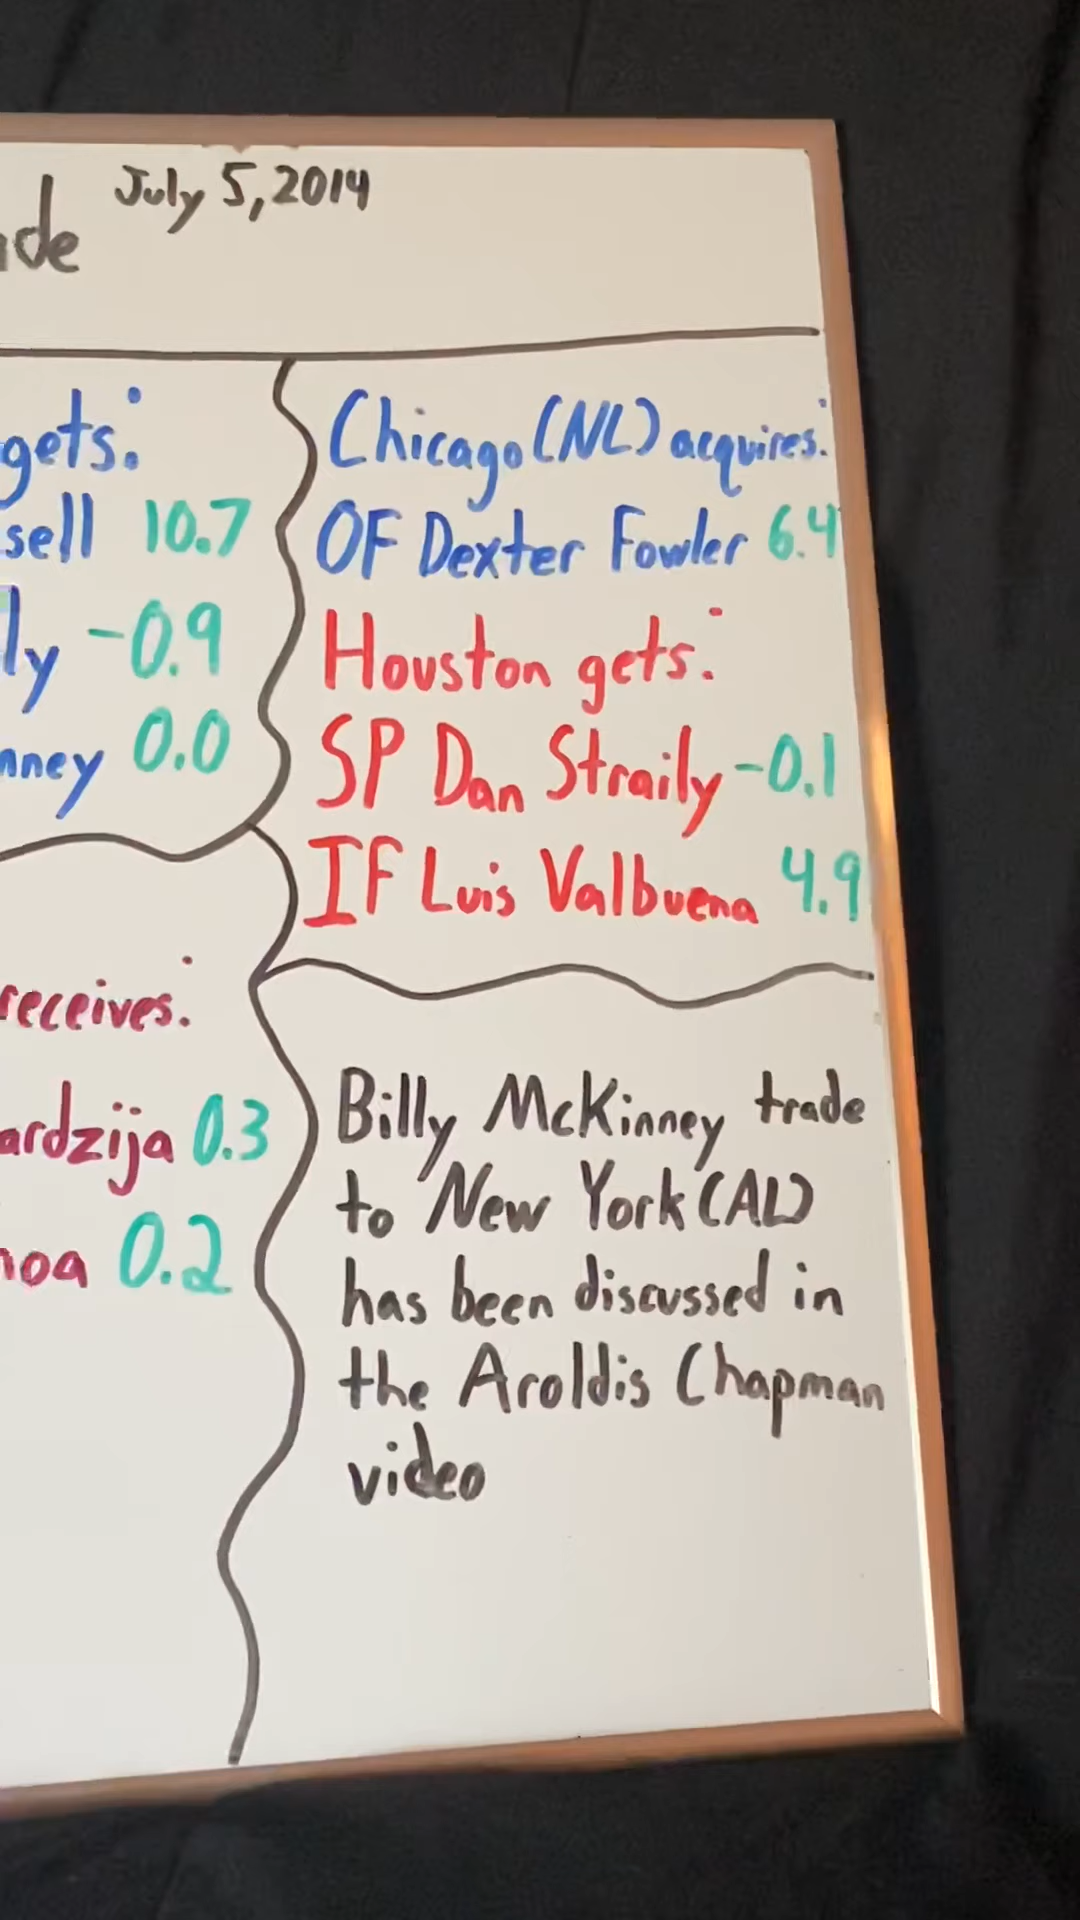 July 5, 2014
ade
gets:
sell 10.7
ly -0.9
nney 0.0
receives:
ardzija 0.3
noa 0.2
Chicago (NL) acquires:
OF Dexter Fowler 6.4
Houston gets:
SP Dan Straily -0.1
IF Luis Valbuena 4.9
Billy McKinney trade
to New York (AL)
has been discussed in
the Aroldis Chapman
video